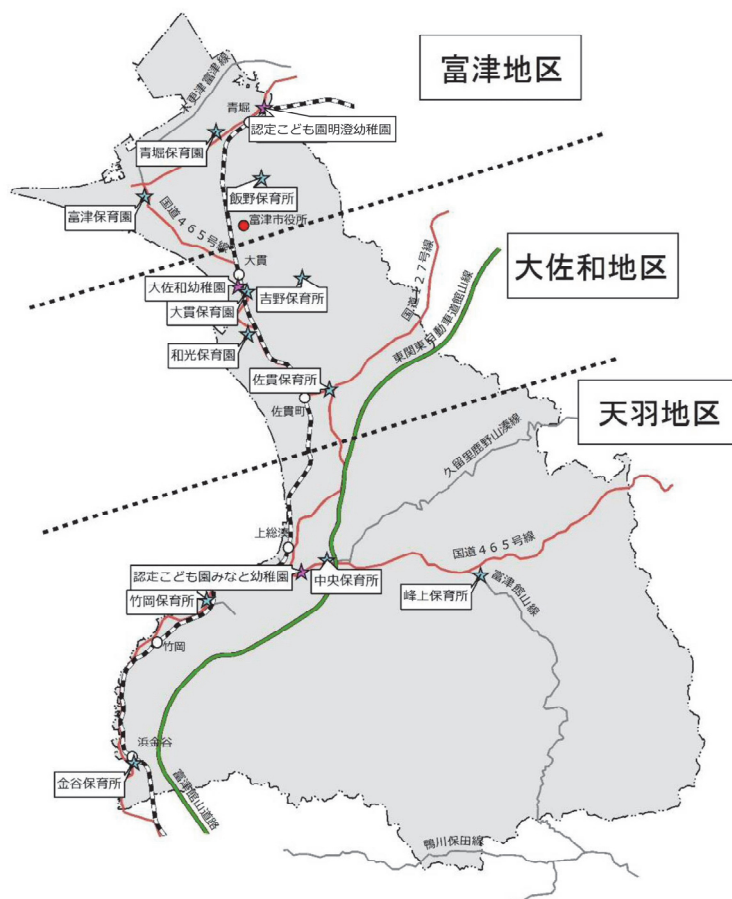 富津地区
木更津富津線
青堀
認定こども園明澄幼稚園
青堀保育園
飯野保育所
富津保育園
富津市役所
国道465号線
大貫
大佐和地区
国道127号線
東関東自動車道館山線
大佐和幼稚園
吉野保育所
大貫保育園
和光保育園
佐貫保育所
佐貫町
天羽地区
久留里鹿野山湊線
上総湊
国道465号線
認定こども園みなと幼稚園
中央保育所
峰上保育所
竹岡保育所
富津館山線
竹岡
浜金谷
金谷保育所
富津館山道路
鴨川保田線